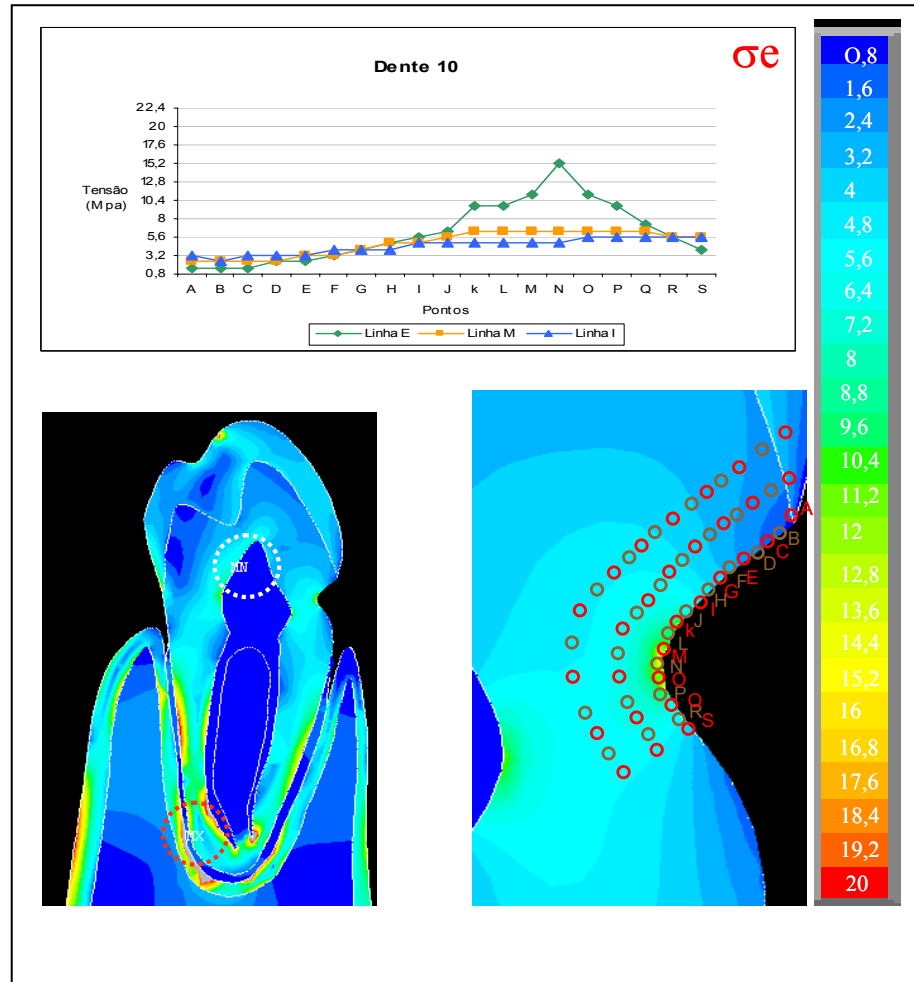 Dente 10
σe
22,4
20
17,6
15,2
12,8
10,4
8
5,6
3,2
0,8
Tensão
(Mpa)
A B C D E F G H I J k L M N O P Q R S
Pontos
Linha E Linha M Linha I
O,8
1,6
2,4
3,2
4
4,8
5,6
6,4
7,2
8
8,8
9,6
10,4
11,2
12
12,8
13,6
14,4
15,2
16
16,8
17,6
18,4
19,2
20
MN
MX
A
B
C
D
E
F
G
H
I
J
k
L
M
N
O
P
Q
R
S